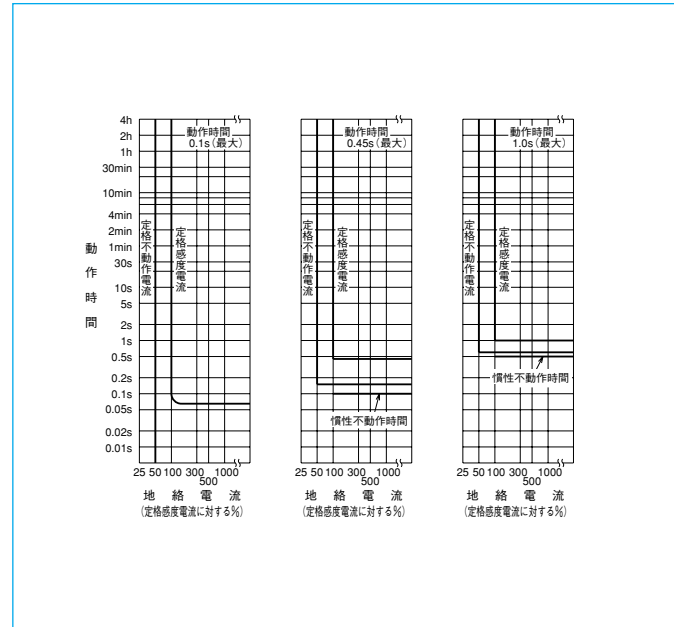 4h
2h
1h
30min
10min
4min
2min
1min
30s
10s
5s
2s
1s
0.5s
0.2s
0.1s
0.05s
0.02s
0.01s
動作時間
動作時間
0.1s(最大)
定格不動作電流
定格感度電流
25 50 100 300 1000
500
地絡電流
(定格感度電流に対する%)
動作時間
0.45s(最大)
定格不動作電流
定格感度電流
慣性不動作時間
25 50 100 300 1000
500
地絡電流
(定格感度電流に対する%)
動作時間
1.0s(最大)
定格不動作電流
定格感度電流
慣性不動作時間
25 50 100 300 1000
500
地絡電流
(定格感度電流に対する%)